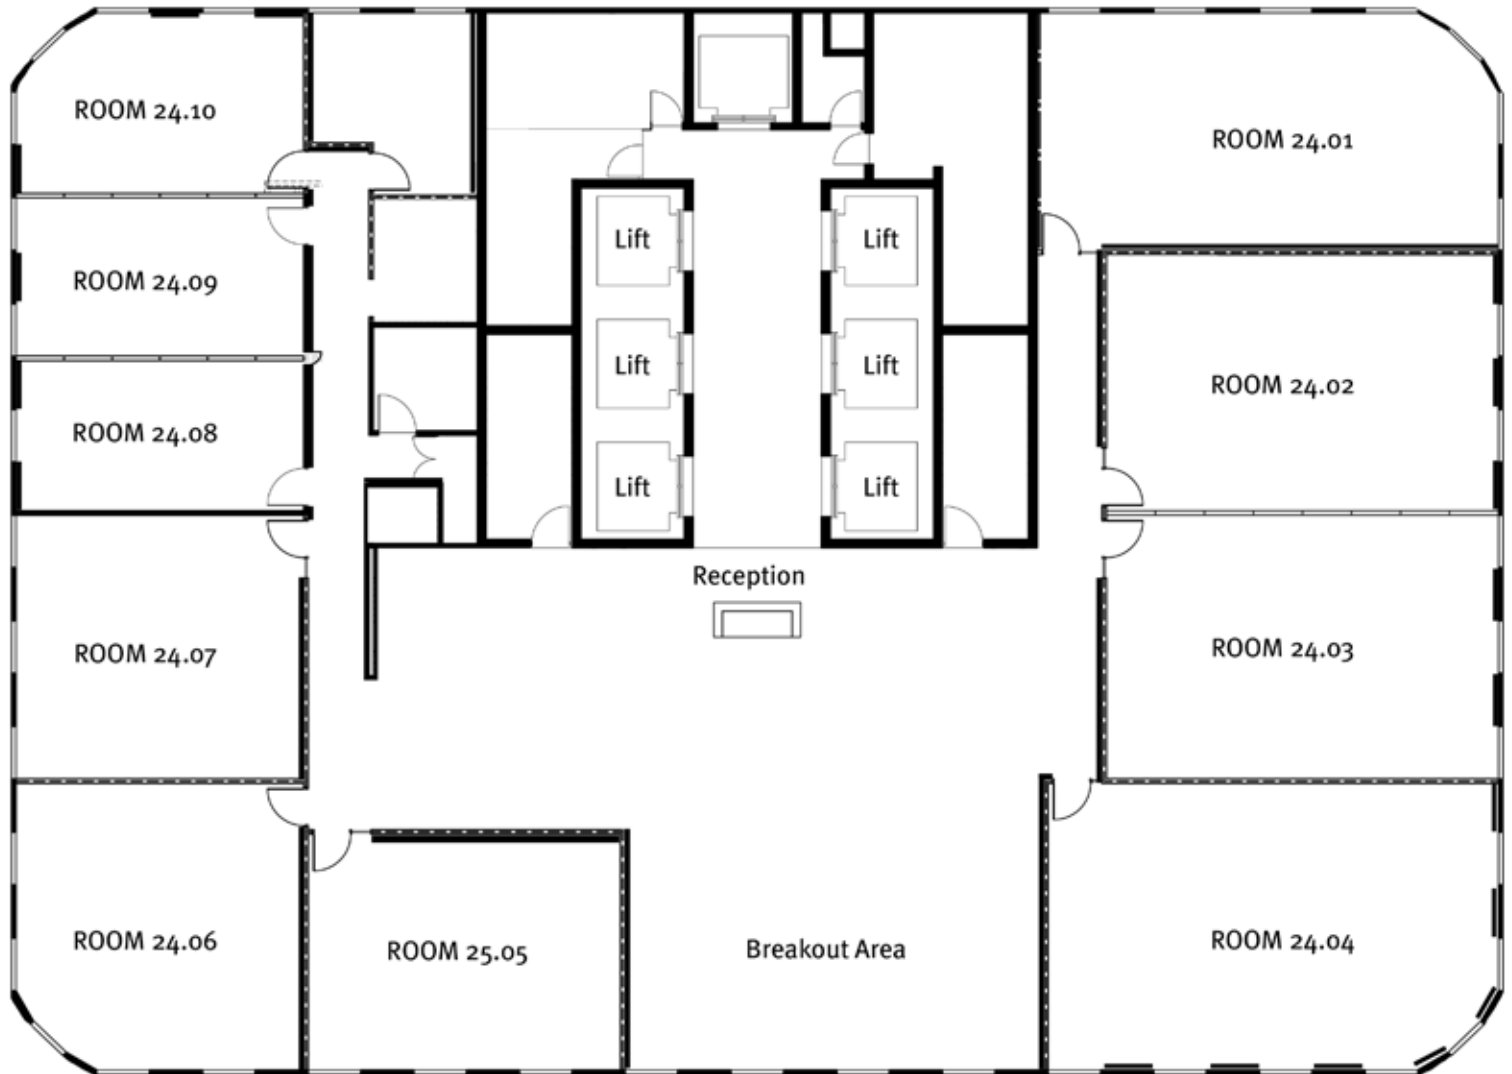 ROOM 24.10
ROOM 24.01
Lift
Lift
ROOM 24.09
Lift
Lift
ROOM 24.02
ROOM 24.08
Lift
Lift
Reception
ROOM 24.03
ROOM 24.07
ROOM 24.06
ROOM 25.05
Breakout Area
ROOM 24.04